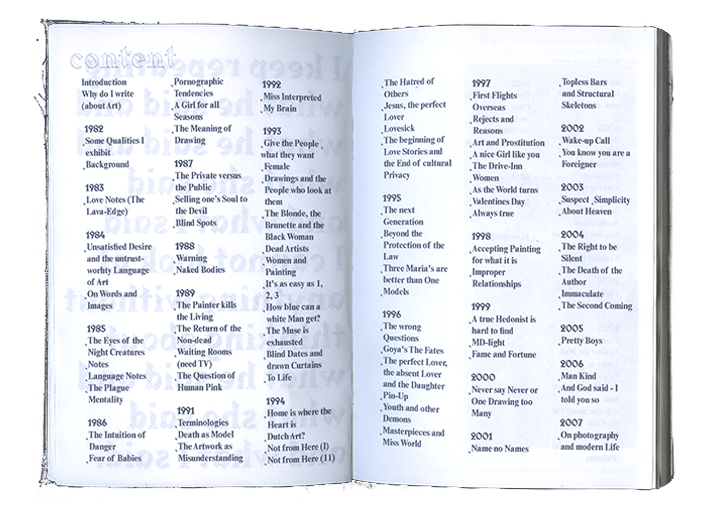 content
Introduction
Why do I write
(about Art)
1982
Some Qualities I
exhibit
Background
1983
Love Notes (The
Lava-Edge)
1984
Unsatisfied Desire
and the untrust-
worhty Language
of Art
On Words and
Images
1985
The Eyes of the
Night Creatures
Notes
Language Notes
The Plague
Mentality
1986
The Intuition of
Danger
Fear of Babies
Pornographic
Tendencies
A Girl for all
Seasons
The Meaning of
Drawing
1987
The Private versus
the Public
Selling one's Soul to
the Devil
Blind Spots
1988
Warning
Naked Bodies
1989
The Painter kills
the Living
The Return of the
Non-dead
Waiting Rooms
(need TV)
The Question of
Human Pink
1991
Terminologies
Death as Model
The Artwork as
Misunderstanding
1992
Miss Interpreted
My Brain
1993
Give the People
what they want
Female
Drawings and the
People who look at
them
The Blonde, the
Brunette and the
Black Woman
Dead Artists
Women and
Painting
It's as easy as 1,
2, 3
How blue can a
white Man get?
The Muse is
exhausted
Blind Dates and
drawn Curtains
To Life
1994
Home is where the
Heart is
Dutch Art?
Not from Here (I)
Not from Here (11)
The Hatred of
Others
Jesus, the perfect
Lover
Lovesick
The beginning of
Love Stories and
the End of cultural
Privacy
1995
The next
Generation
Beyond the
Protection of the
Law
Three Maria's are
better than One
Models
1996
The wrong
Questions
Goya's The Fates
The perfect Lover,
the absent Lover
and the Daughter
Pin-Up
Youth and other
Demons
Masterpieces and
Miss World
1997
First Flights
Overseas
Rejects and
Reasons
Art and Prostitution
A nice Girl like you
The Drive-Inn
Women
As the World turns
Valentines Day
Always true
1998
Accepting Painting
for what it is
Improper
Relationships
1999
A true Hedonist is
hard to find
MD-light
Fame and Fortune
2000
Never say Never or
One Drawing too
Many
2001
Name no Names
Topless Bars
and Structural
Skeletons
2002
Wake-up Call
You know you are a
Foreigner
2003
Suspect Simplicity
About Heaven
2004
The Right to be
Silent
The Death of the
Author
Immaculate
The Second Coming
2005
Pretty Boys
2006
Man Kind
And God said - I
told you so
2007
On photography
and modern Life